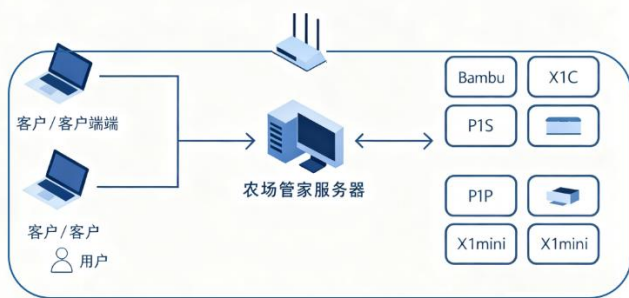 客户/客户端端
客户/客户
用户
农场管家服务器
Bambu
X1C
P1S
P1P
X1mini
X1mini